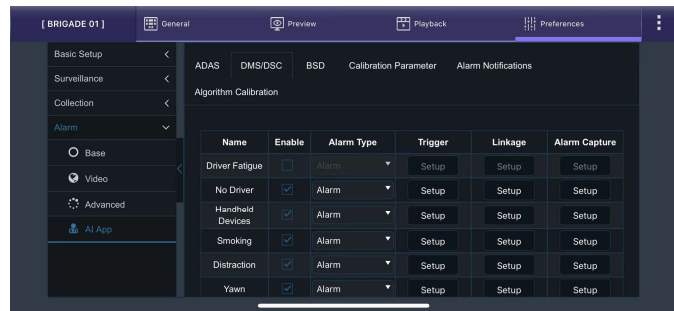 [ BRIGADE 01 ] General Preview Playback Preferences
Basic Setup
Surveillance
Collection
Alarm
Base
Video
Advanced
AI App
ADAS DMS/DSC BSD Calibration Parameter Alarm Notifications
Algorithm Calibration
Name Enable Alarm Type Trigger Linkage Alarm Capture
Driver Fatigue Alarm Setup Setup Setup
No Driver Alarm Setup Setup Setup
Handheld
Devices Alarm Setup Setup Setup
Smoking Alarm Setup Setup Setup
Distraction Alarm Setup Setup Setup
Yawn Alarm Setup Setup Setup